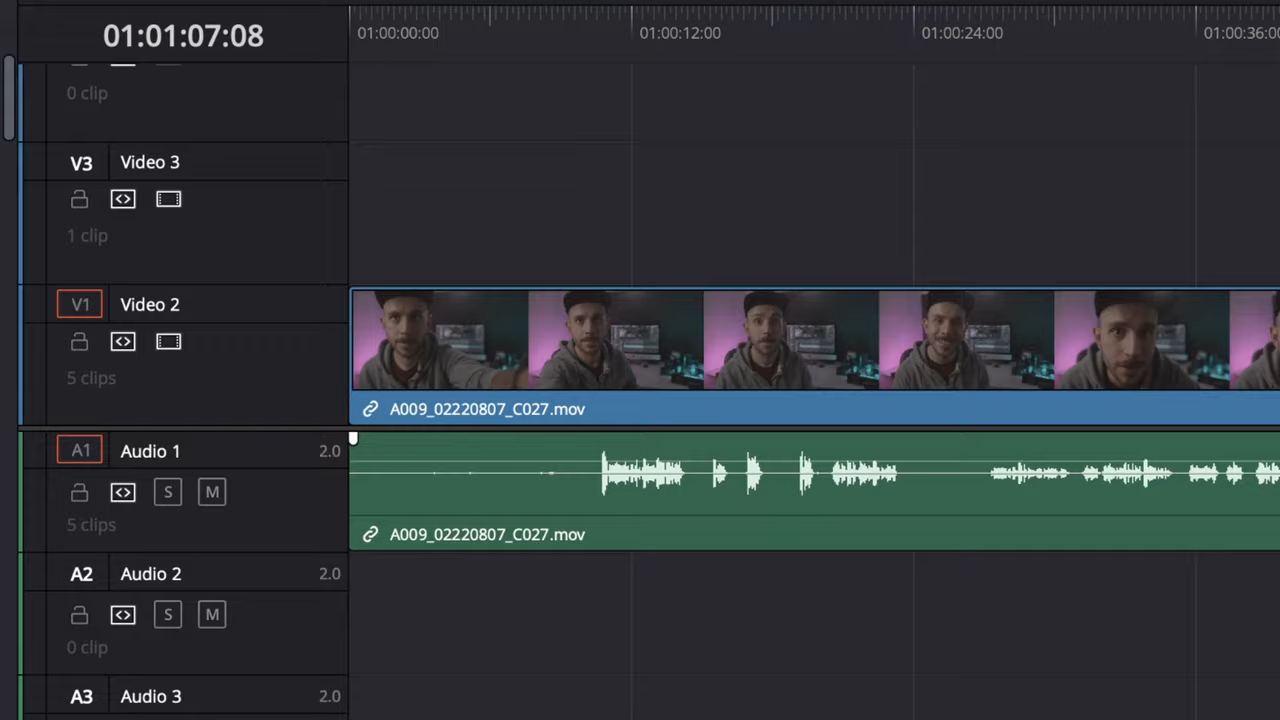 01:01:07:08
01:00:00:00 01:00:12:00 01:00:24:00 01:00:36:00
0 clip
V3 Video 3
1 clip
V1 Video 2
5 clips
A009_02220807_C027.mov
A1 Audio 1 2.0
S M
5 clips
A009_02220807_C027.mov
A2 Audio 2 2.0
S M
0 clip
A3 Audio 3 2.0